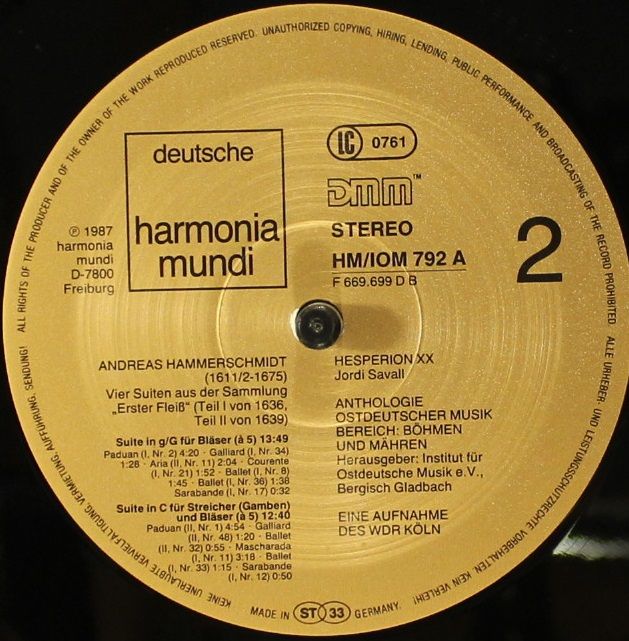 ALL RIGHTS OF THE PRODUCER AND OF THE OWNER OF THE WORK REPRODUCED RESERVED. UNAUTHORIZED COPYING, HIRING, LENDING, PUBLIC PERFORMANCE AND BROADCASTING OF THE RECORD PROHIBITED
ALLE URHEBER- UND LEISTUNGSSCHUTZRECHTE VORBEHALTEN. KEIN VERLEIH! KEINE UNERLAUBTE VERVIELFÄLTIGUNG, VERMIETUNG, AUFFÜHRUNG, SENDUNG!
deutsche
harmonia
mundi
LC 0761
DMM™
STEREO
HM/IOM 792 A
F 669.699 D B
2
℗ 1987
harmonia
mundi
D-7800
Freiburg
ANDREAS HAMMERSCHMIDT
(1611/2-1675)
Vier Suiten aus der Sammlung
„Erster Fleiß" (Teil I von 1636,
Teil II von 1639)
Suite in g/G für Bläser (à 5) 13:49
Paduan (I, Nr. 2) 4:20 · Galliard (I, Nr. 34)
1:28 · Aria (II, Nr. 11) 2:04 · Courente
(I, Nr. 21) 1:52 · Ballet (I, Nr. 8)
1:45 · Ballet (I, Nr. 36) 1:38
Sarabande (I, Nr. 17) 0:32
Suite in C für Streicher (Gamben)
und Bläser (à 5) 12:40
Paduan (II, Nr. 1) 4:54 · Galliard
(II, Nr. 48) 1:20 · Ballet
(II, Nr. 32) 0:55 · Mascharada
(I, Nr. 11) 3:16 · Ballet
(I, Nr. 33) 1:15 · Sarabande
(I, Nr. 12) 0:50
HESPERION XX
Jordi Savall
ANTHOLOGIE
OSTDEUTSCHER MUSIK
BEREICH: BÖHMEN
UND MÄHREN
Herausgeber: Institut für
Ostdeutsche Musik e.V.,
Bergisch Gladbach
EINE AUFNAHME
DES WDR KÖLN
MADE IN ST 33 GERMANY.